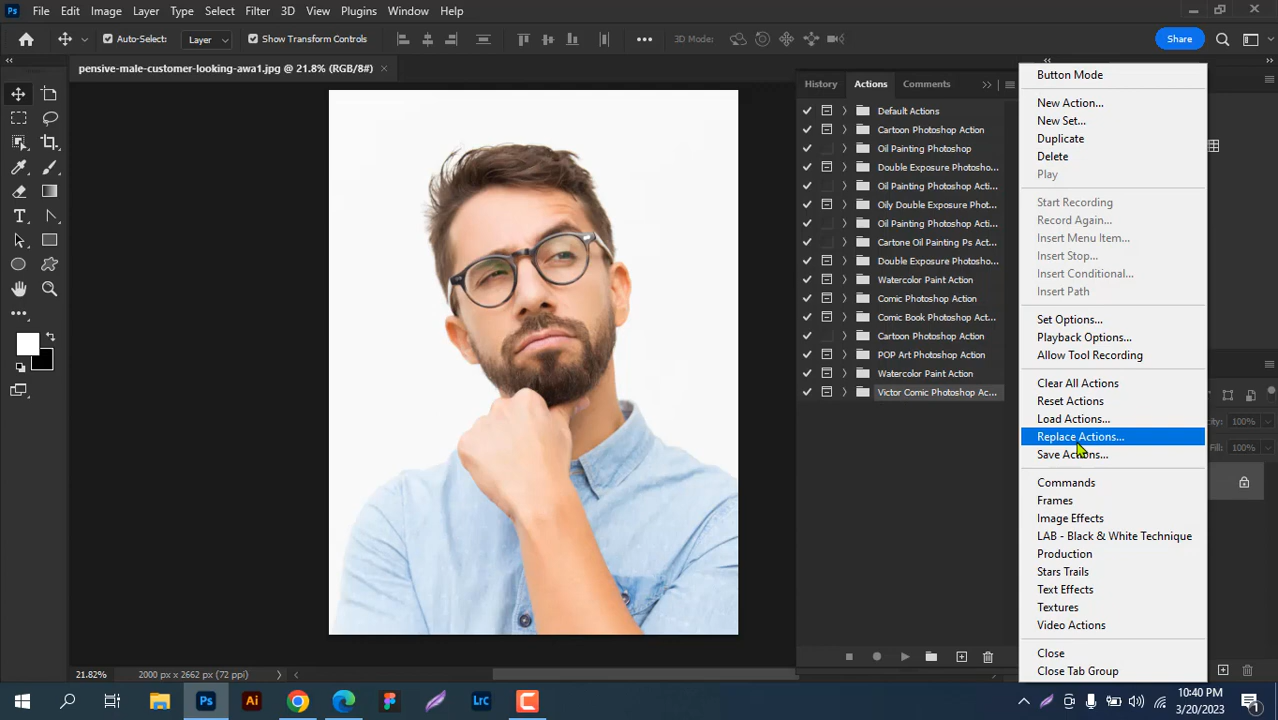 Ps File Edit Image Layer Type Select Filter 3D View Plugins Window Help
Auto-Select: Layer Show Transform Controls 3D Mode: Share
pensive-male-customer-looking-awa1.jpg @ 21.8% (RGB/8#)
History Actions Comments
Default Actions
Cartoon Photoshop Action
Oil Painting Photoshop
Double Exposure Photosho...
Oil Painting Photoshop Acti...
Oily Double Exposure Phot...
Oil Painting Photoshop Acti...
Cartone Oil Painting Ps Act...
Double Exposure Photosho...
Watercolor Paint Action
Comic Photoshop Action
Comic Book Photoshop Act...
Cartoon Photoshop Action
POP Art Photoshop Action
Watercolor Paint Action
Victor Comic Photoshop Ac...
Button Mode
New Action...
New Set...
Duplicate
Delete
Play
Start Recording
Record Again...
Insert Menu Item...
Insert Stop...
Insert Conditional...
Insert Path
Set Options...
Playback Options...
Allow Tool Recording
Clear All Actions
Reset Actions
Load Actions...
Replace Actions...
Save Actions...
Commands
Frames
Image Effects
LAB - Black & White Technique
Production
Stars Trails
Text Effects
Textures
Video Actions
Close
Close Tab Group
100%
Fill: 100%
21.82% 2000 px x 2662 px (72 ppi)
Ps Ai Lrc
10:40 PM
3/20/2023
1